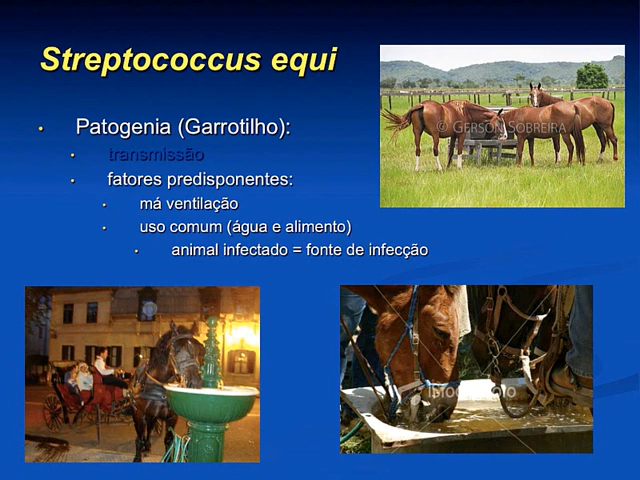 Streptococcus equi
© GERSON SOBREIRA
• Patogenia (Garrotilho):
• transmissão
• fatores predisponentes:
• má ventilação
• uso comum (água e alimento)
• animal infectado = fonte de infecção